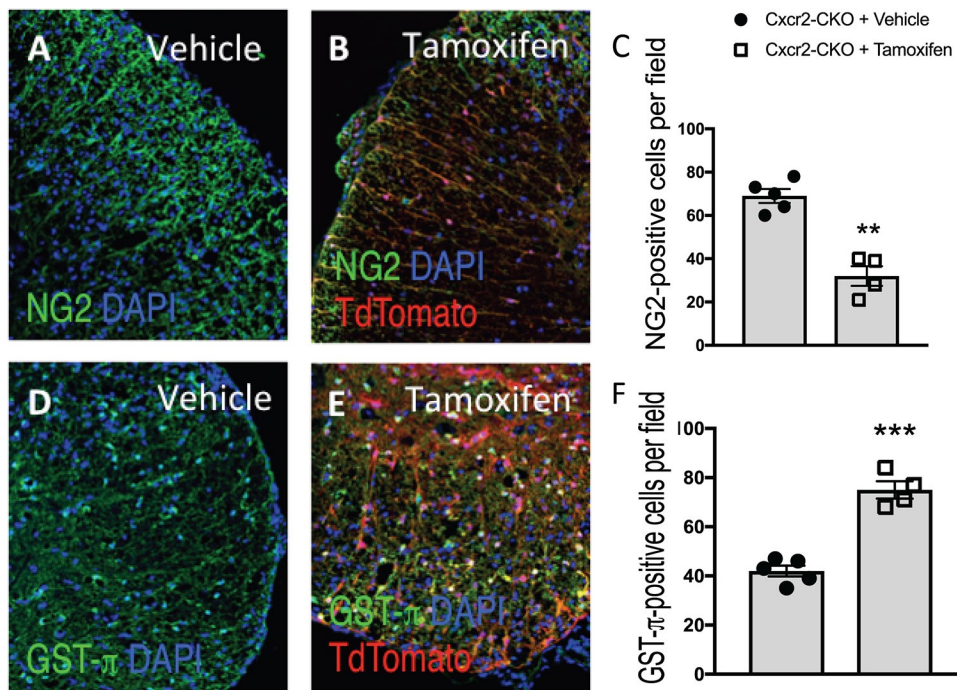 A Vehicle
NG2 DAPI
B Tamoxifen
NG2 DAPI
TdTomato
C
Cxcr2-CKO + Vehicle
Cxcr2-CKO + Tamoxifen
NG2-positive cells per field
100
80
60
40
20
0
**
D Vehicle
GST-π DAPI
E Tamoxifen
GST-π DAPI
TdTomato
F
GST-π-positive cells per field
100
80
60
40
20
0
***